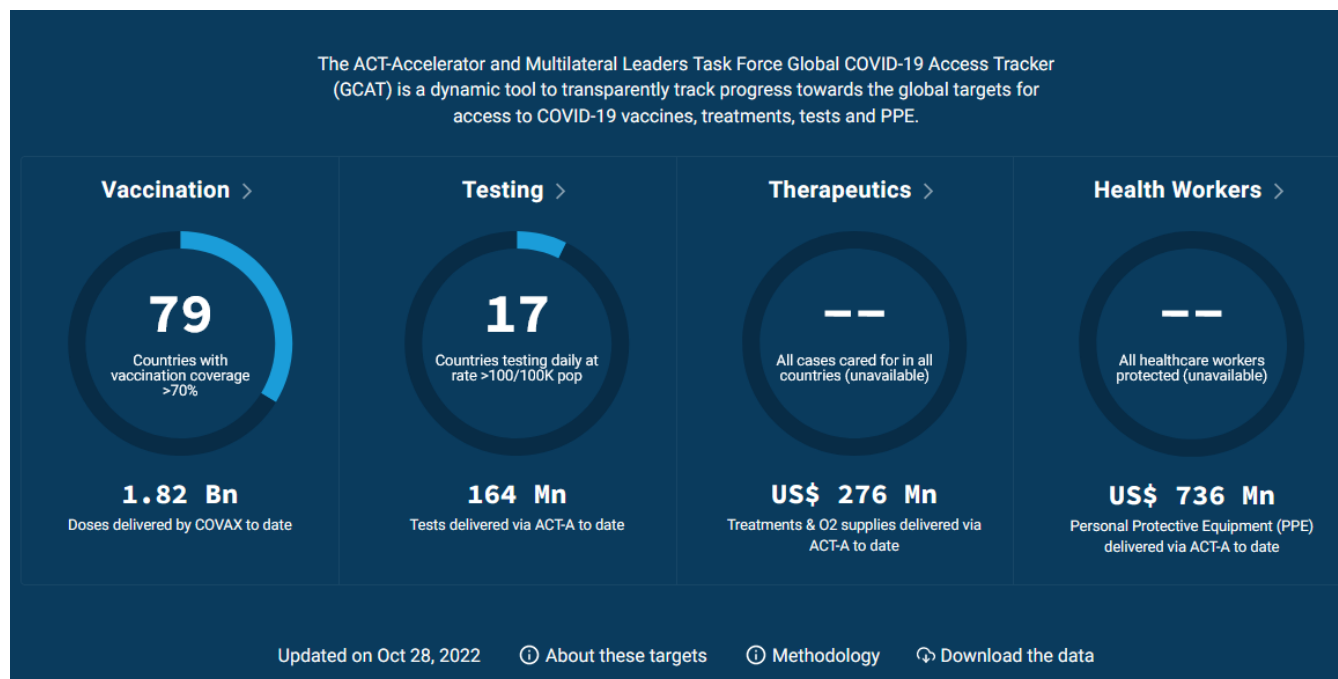 The ACT-Accelerator and Multilateral Leaders Task Force Global COVID-19 Access Tracker
(GCAT) is a dynamic tool to transparently track progress towards the global targets for
access to COVID-19 vaccines, treatments, tests and PPE.
Vaccination >
79
Countries with
vaccination coverage
>70%
1.82 Bn
Doses delivered by COVAX to date
Testing >
17
Countries testing daily at
rate >100/100K pop
164 Mn
Tests delivered via ACT-A to date
Therapeutics >
––
All cases cared for in all
countries (unavailable)
US$ 276 Mn
Treatments & O2 supplies delivered via
ACT-A to date
Health Workers >
––
All healthcare workers
protected (unavailable)
US$ 736 Mn
Personal Protective Equipment (PPE)
delivered via ACT-A to date
Updated on Oct 28, 2022 About these targets Methodology Download the data